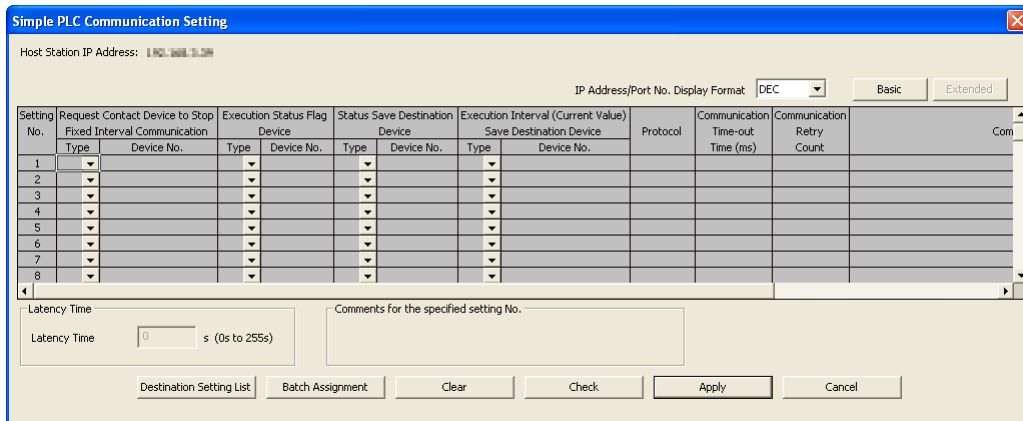 Simple PLC Communication Setting
Host Station IP Address:
IP Address/Port No. Display Format DEC Basic Extended
Setting Request Contact Device to Stop Execution Status Flag Status Save Destination Execution Interval (Current Value) Communication Communication
No. Fixed Interval Communication Device Device Save Destination Device Protocol Time-out Retry Com
Type Device No. Type Device No. Type Device No. Type Device No. Time (ms) Count
1
2
3
4
5
6
7
8
Latency Time Comments for the specified setting No.
Latency Time 0 s (0s to 255s)
Destination Setting List Batch Assignment Clear Check Apply Cancel